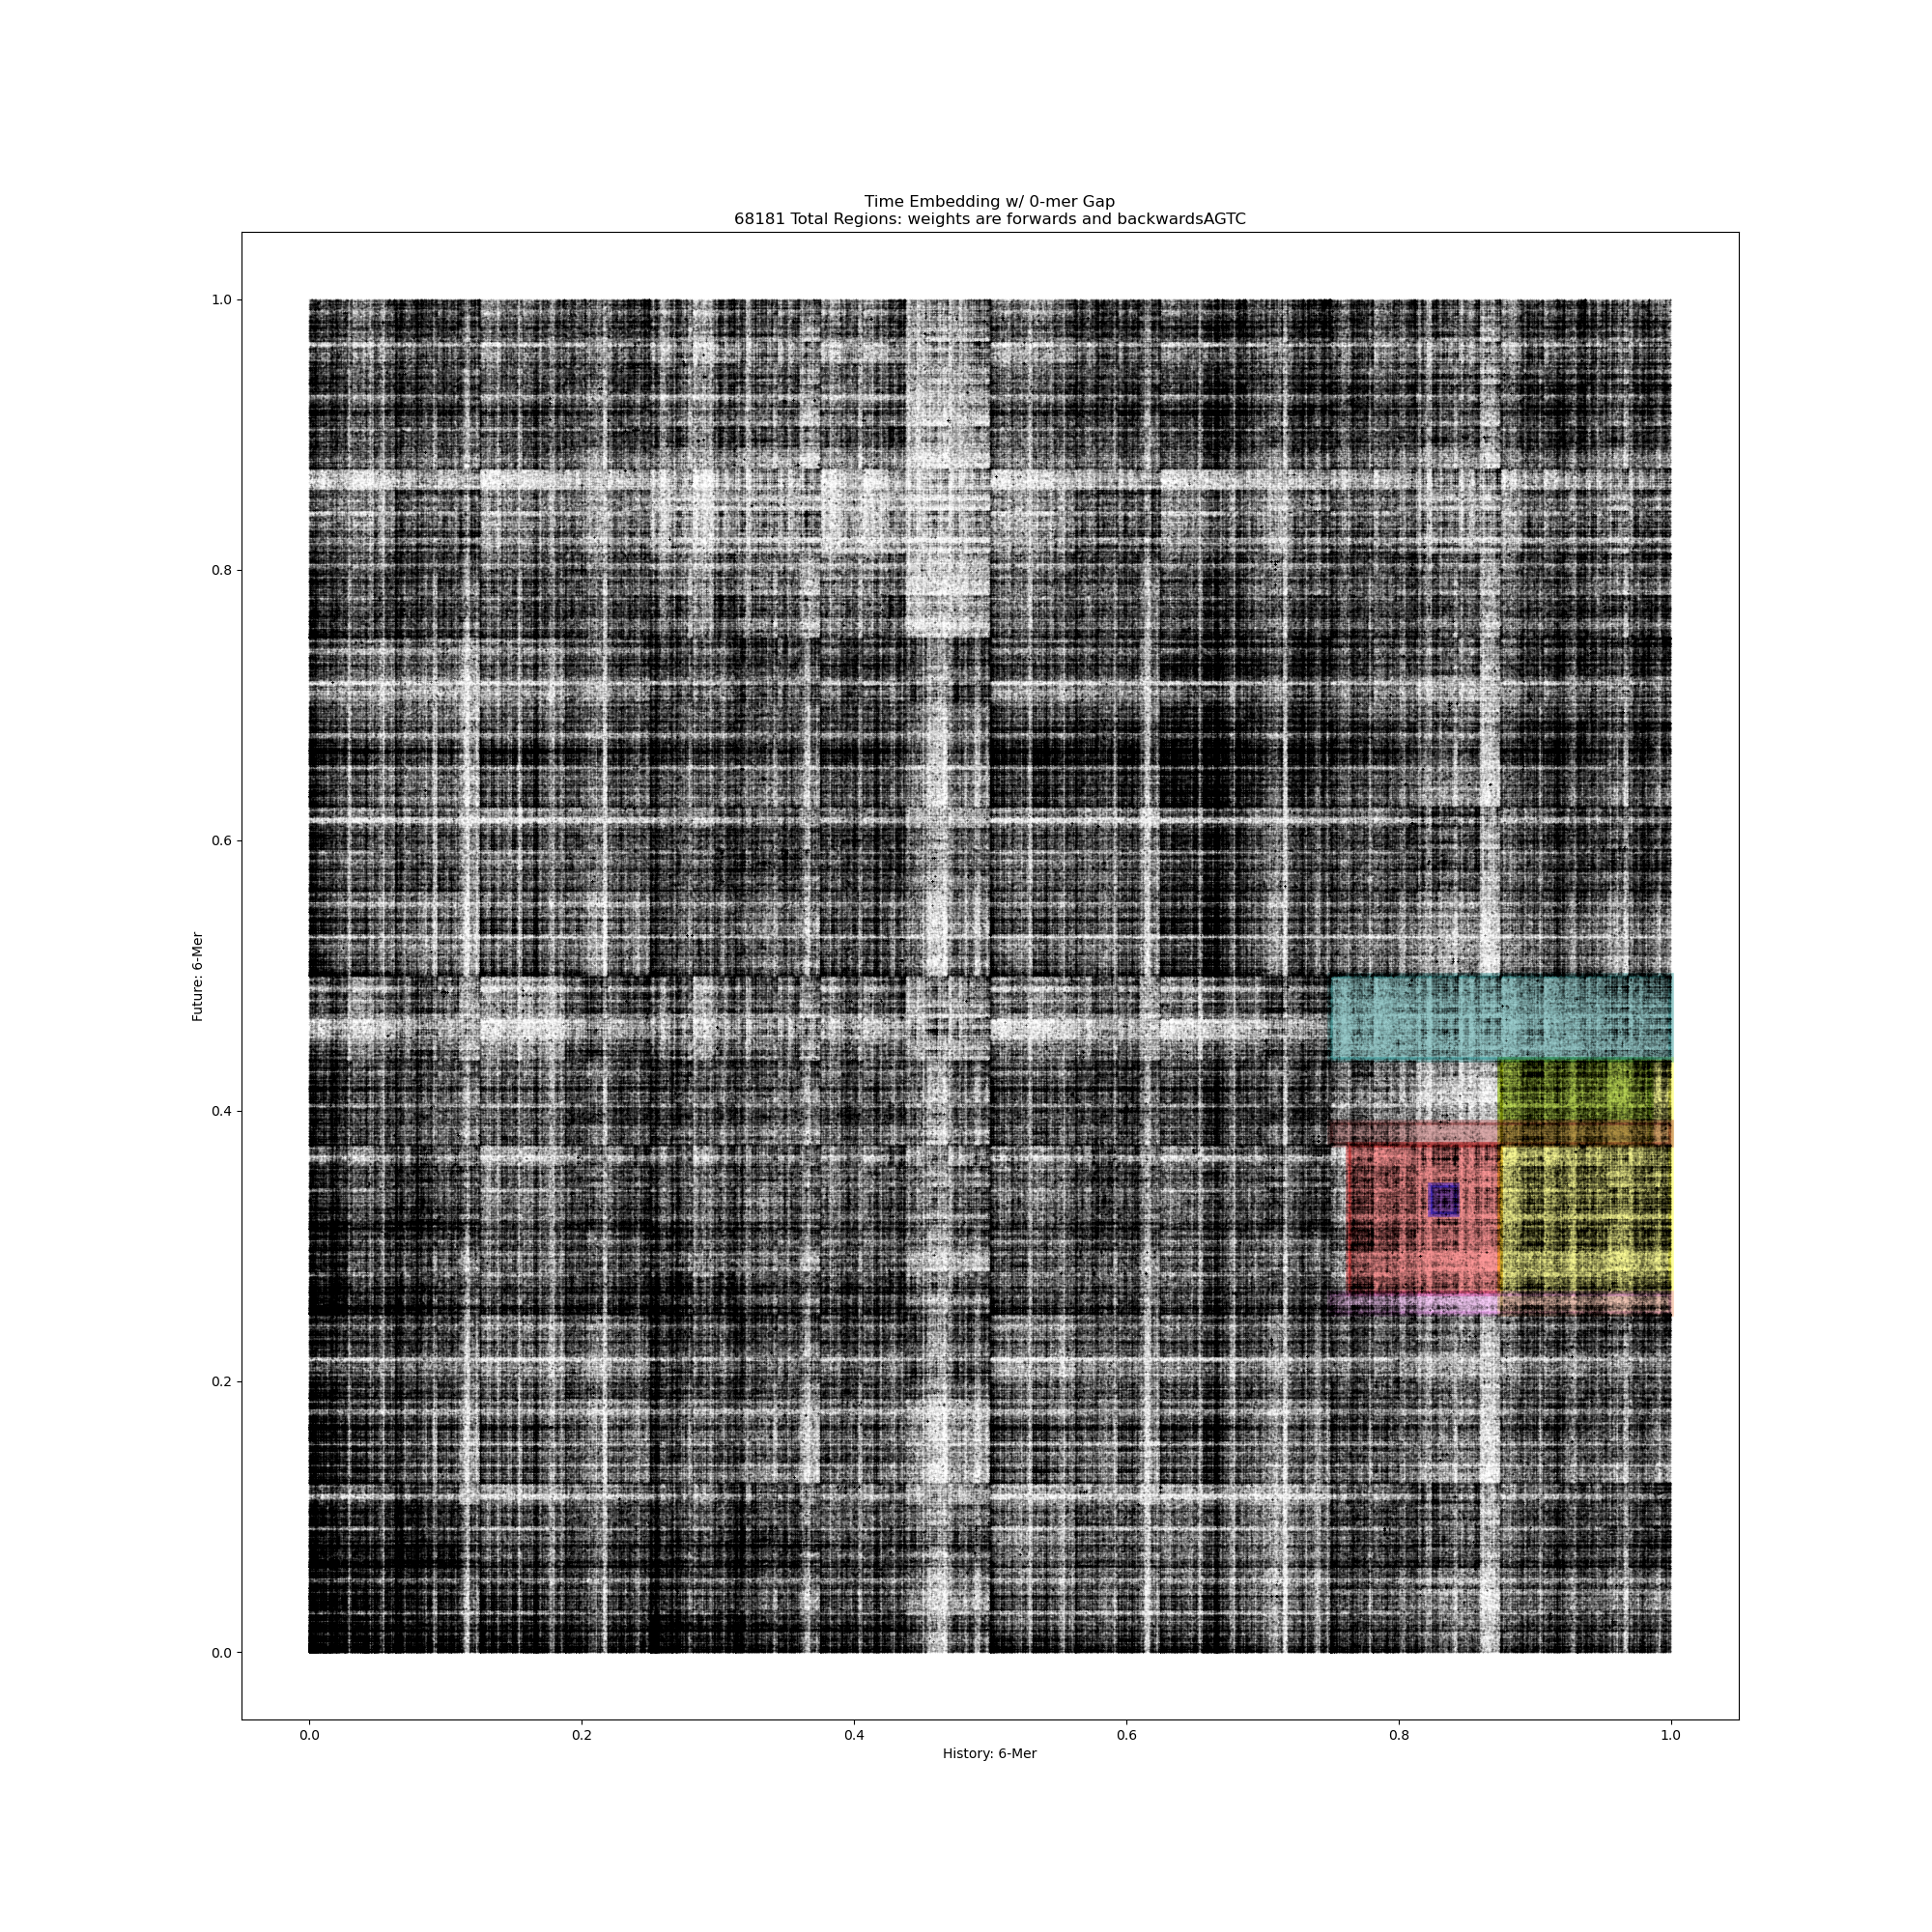 Time Embedding w/ 0-mer Gap
68181 Total Regions: weights are forwards and backwardsAGTC
1.0
0.8
0.6
0.4
0.2
0.0
Future: 6-Mer
0.0 0.2 0.4 0.6 0.8 1.0
History: 6-Mer